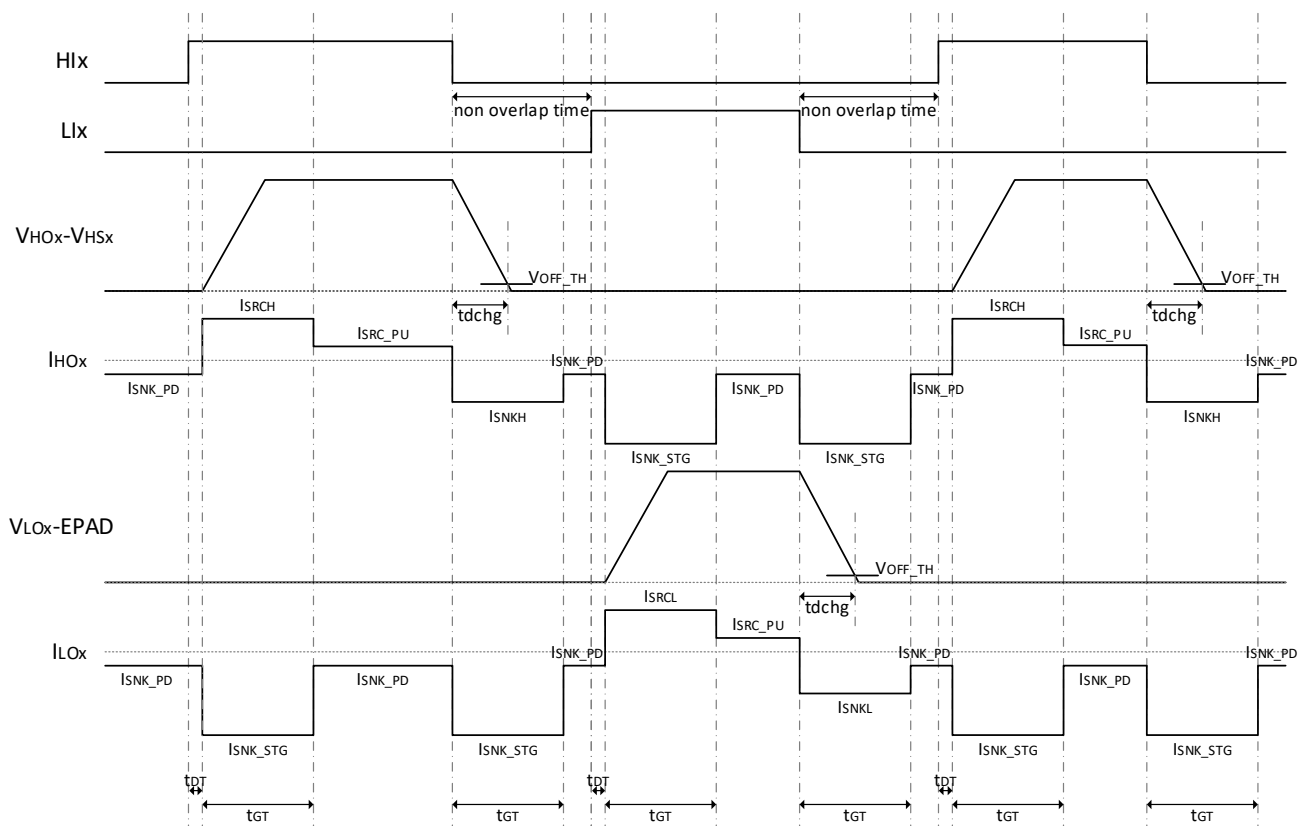 HIx
non overlap time
non overlap time
LIx
VHOx-VHSx
VOFF_TH
VOFF_TH
ISRCH
tdchg
ISRCH
tdchg
ISRC_PU
ISRC_PU
IHOx
ISNK_PD
ISNK_PD
ISNK_PD
ISNK_PD
ISNK_PD
ISNKH
ISNKH
ISNK_STG
ISNK_STG
VLOx-EPAD
VOFF_TH
ISRCL
tdchg
ISRC_PU
ILOx
ISNK_PD
ISNK_PD
ISNK_PD
ISNK_PD
ISNK_PD
ISNK_PD
ISNKL
ISNK_STG
ISNK_STG
ISNK_STG
ISNK_STG
tDT
tDT
tDT
tGT
tGT
tGT
tGT
tGT
tGT